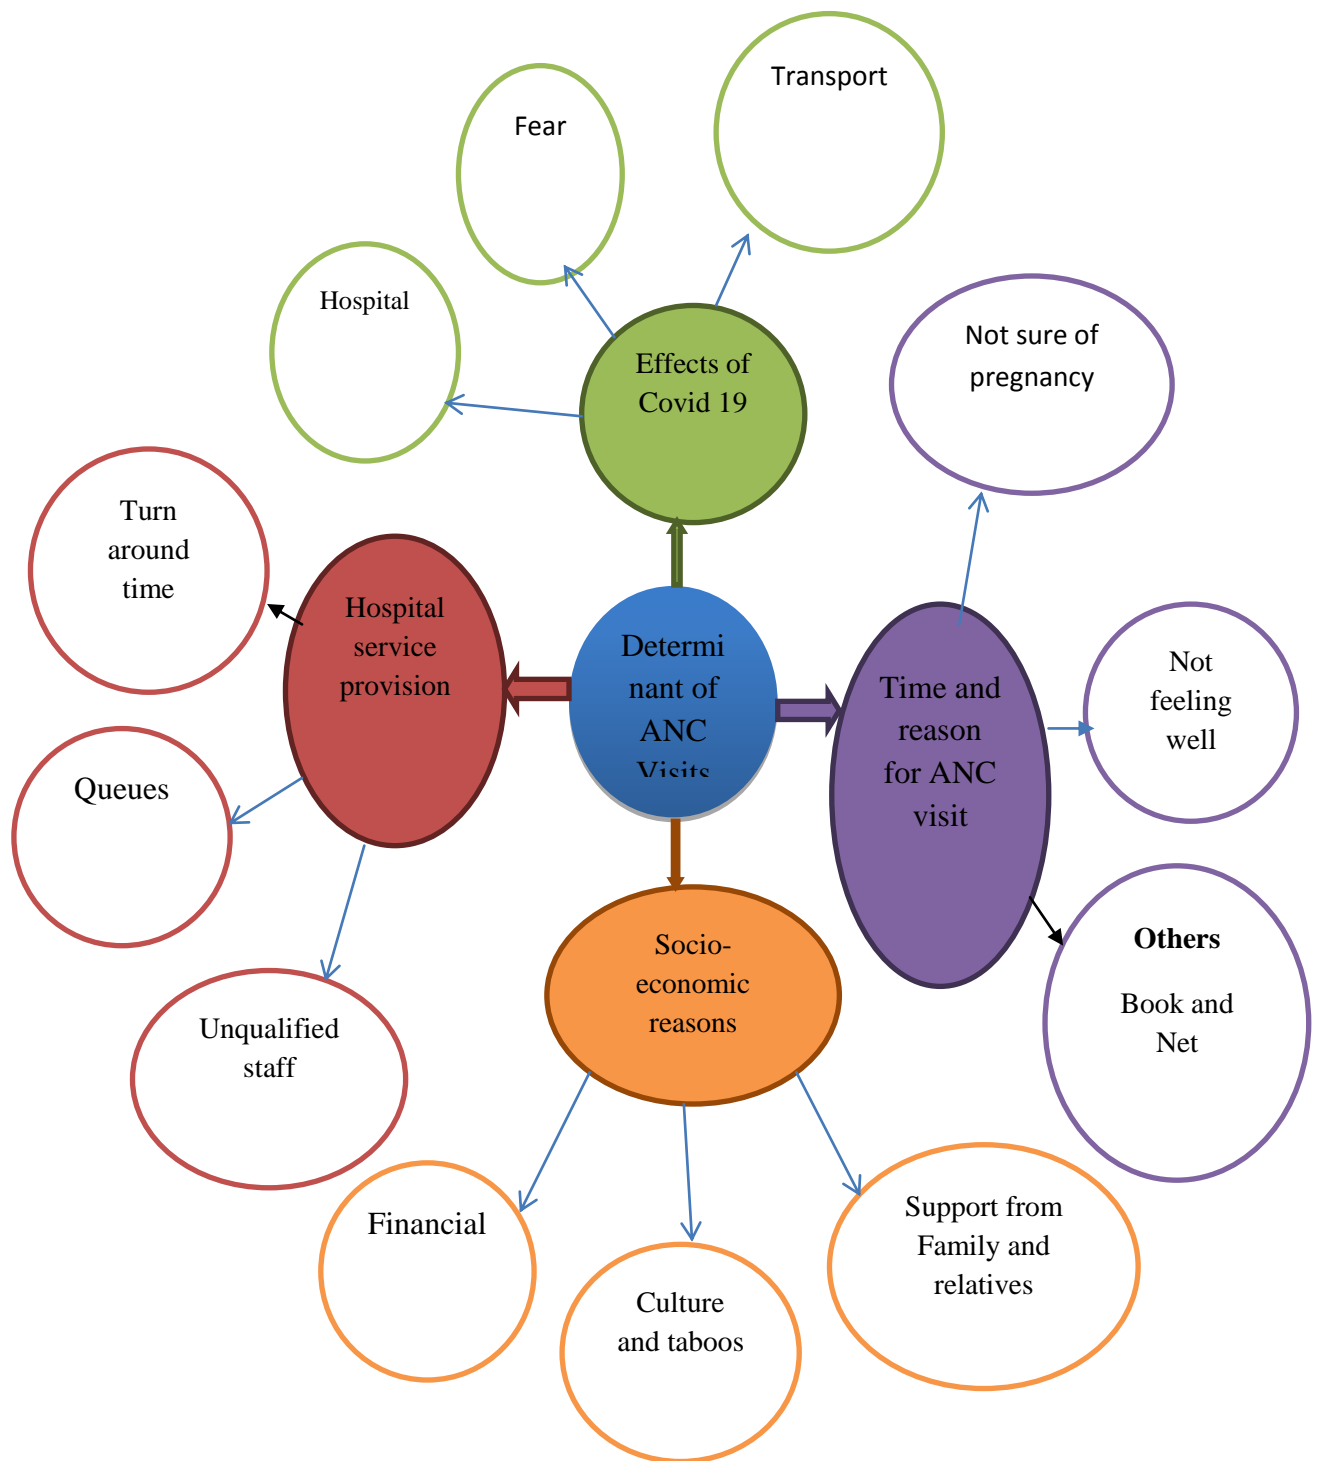 Transport
Fear
Hospital
Effects of
Covid 19
Not sure of
pregnancy
Turn
around
time
Hospital
service
provision
Determi
nant of
ANC
Visits
Time and
reason
for ANC
visit
Not
feeling
well
Queues
Others
Book and
Net
Socio-
economic
reasons
Unqualified
staff
Financial
Culture
and taboos
Support from
Family and
relatives